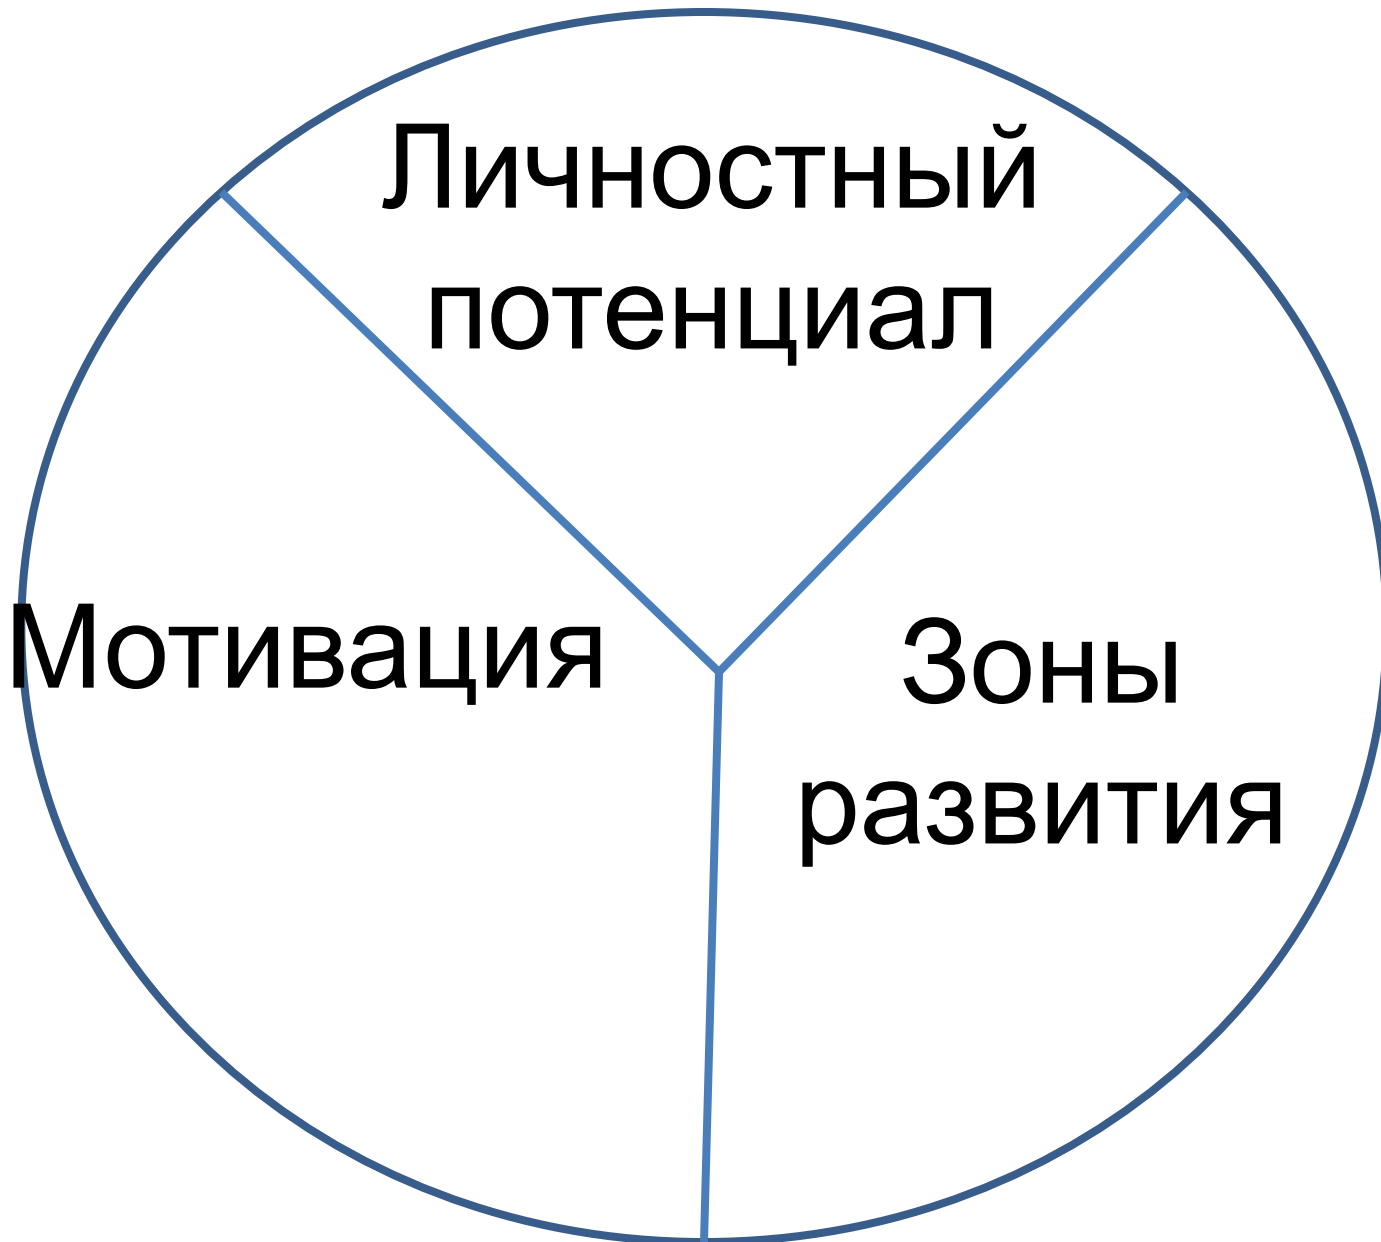 Личностный
потенциал
Мотивация
Зоны
развития